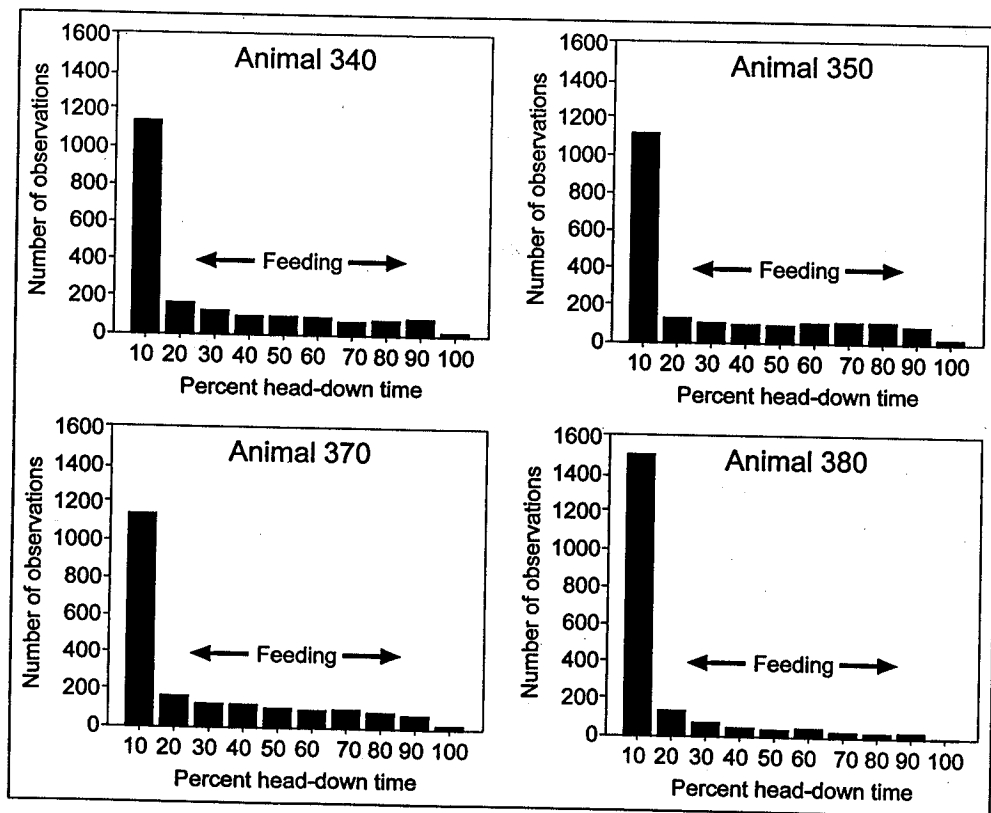 Animal 340
Number of observations
1600
1400
1200
1000
800
600
400
200
0
Feeding
10 20 30 40 50 60 70 80 90 100
Percent head-down time
Animal 350
Number of observations
1600
1400
1200
1000
800
600
400
200
0
Feeding
10 20 30 40 50 60 70 80 90 100
Percent head-down time
Animal 370
Number of observations
1600
1400
1200
1000
800
600
400
200
0
Feeding
10 20 30 40 50 60 70 80 90 100
Percent head-down time
Animal 380
Number of observations
1600
1400
1200
1000
800
600
400
200
0
Feeding
10 20 30 40 50 60 70 80 90 100
Percent head-down time